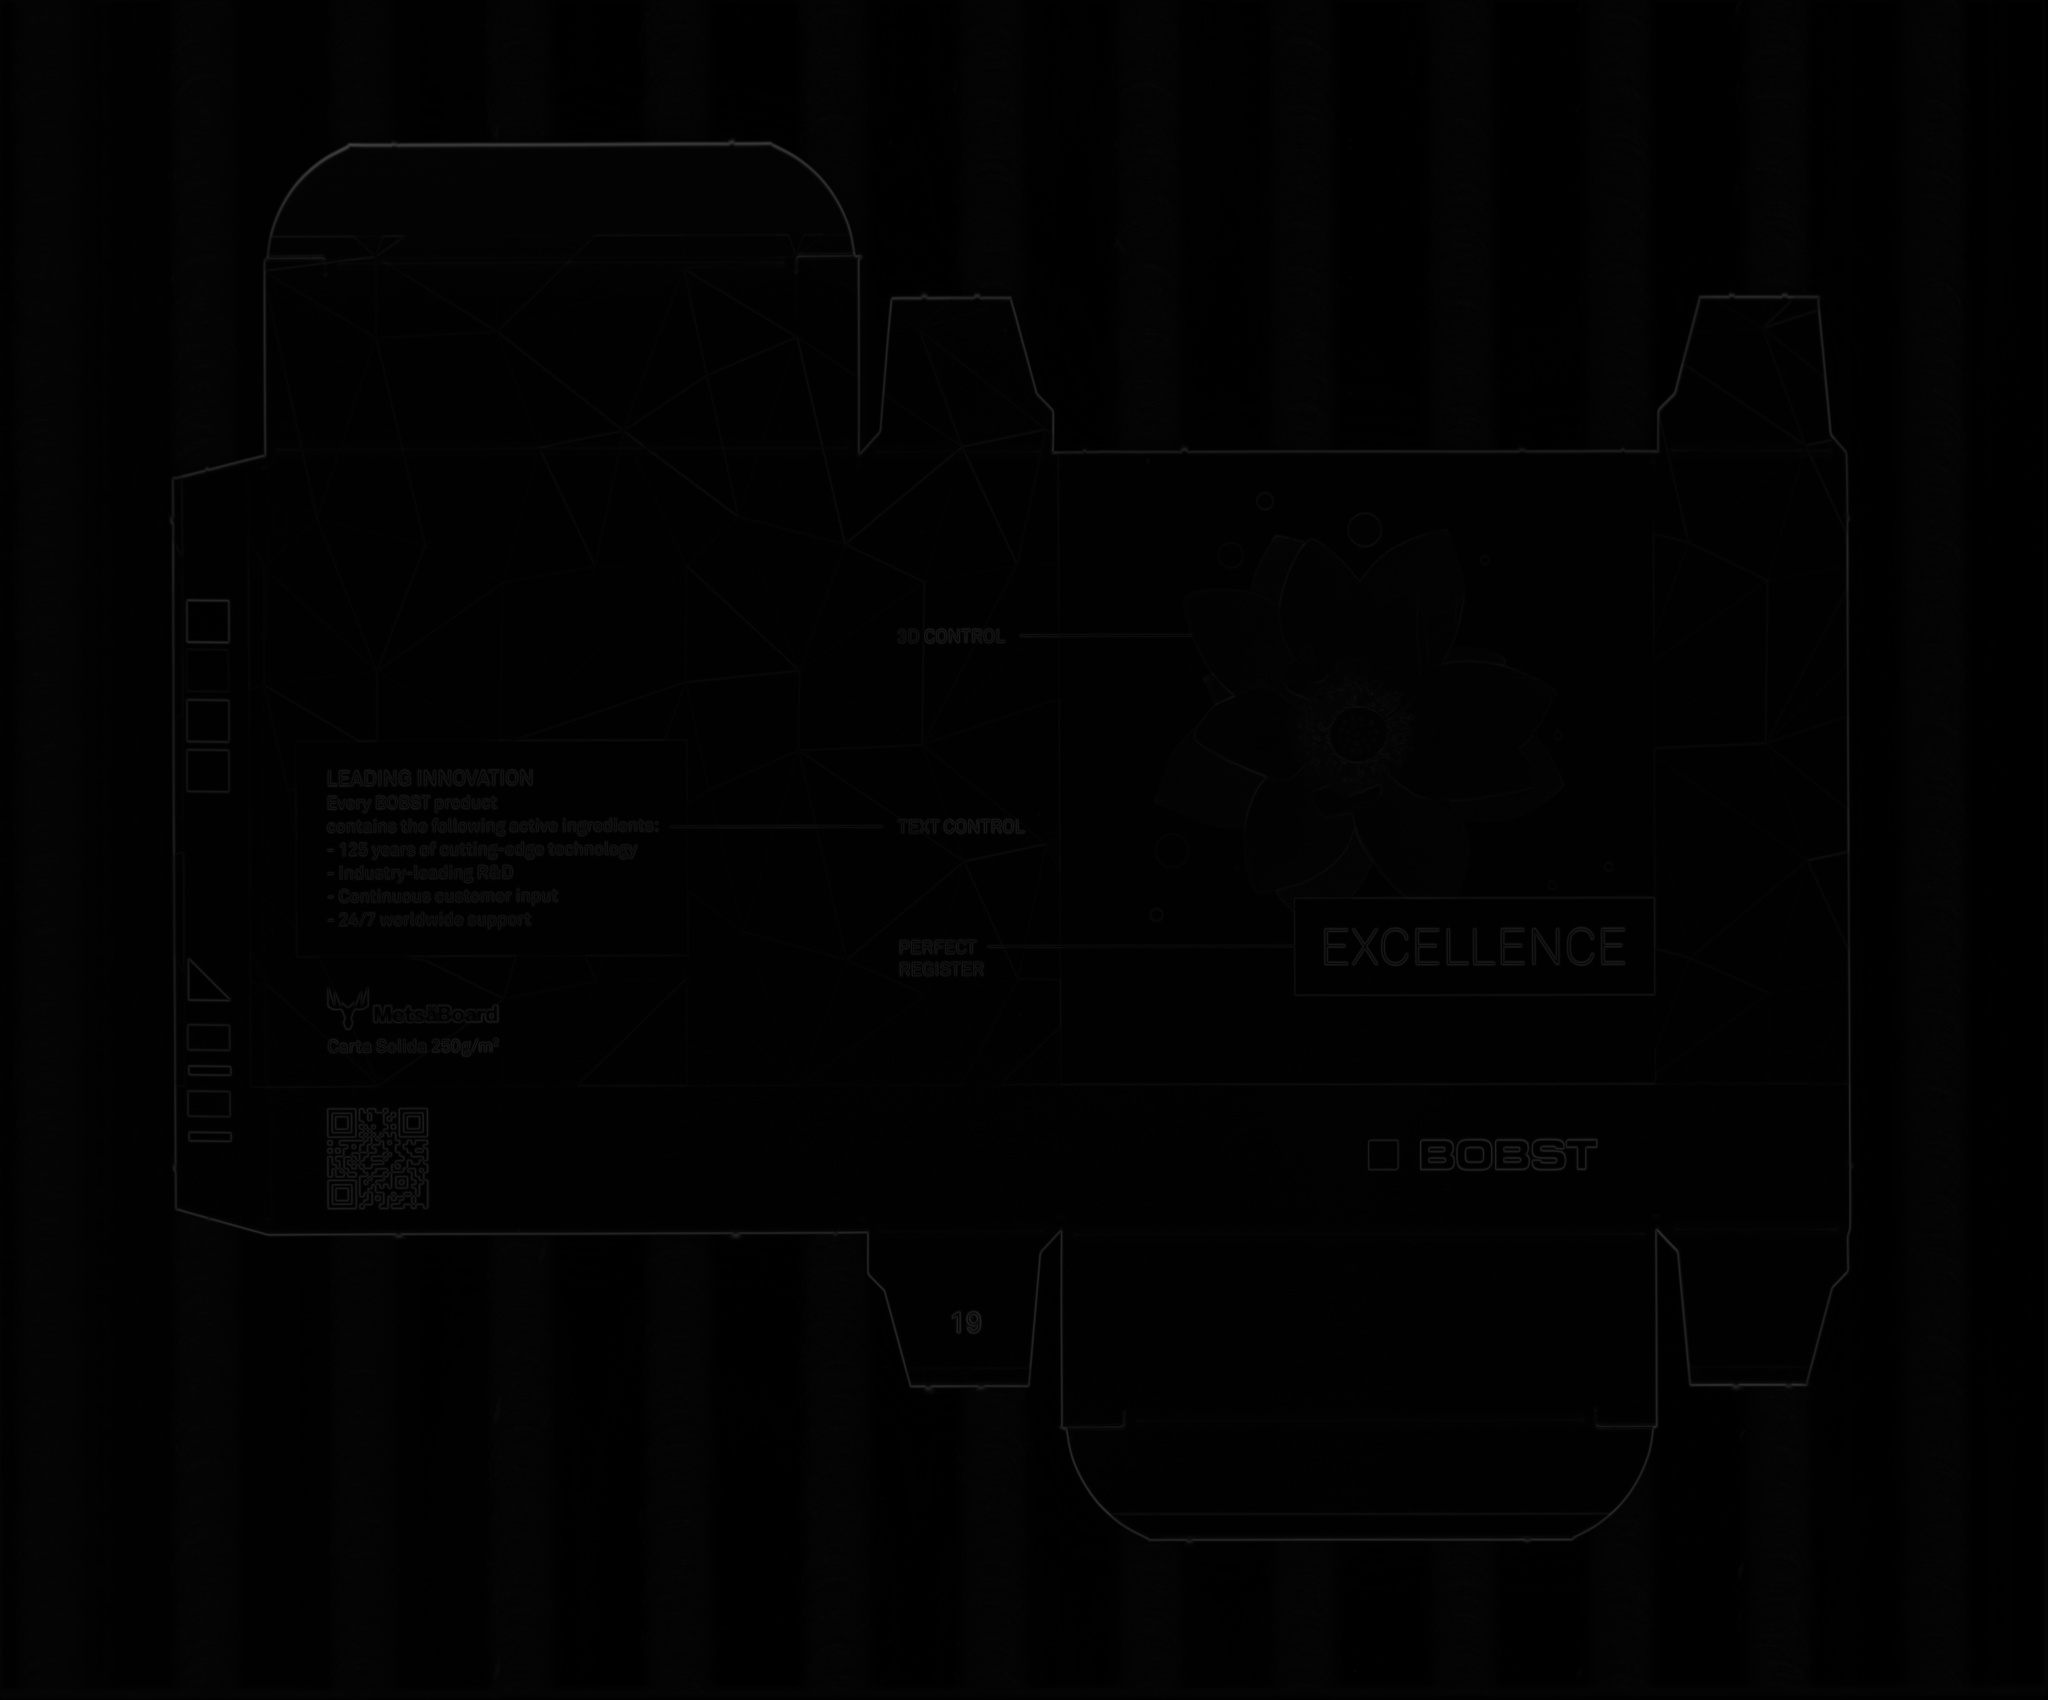 3D CONTROL
LEADING INNOVATION
Every BOBST product
contains the following active ingredients:
- 125 years of cutting-edge technology
- Industry-leading R&D
- Continuous customer input
- 24/7 worldwide support
TEXT CONTROL
PERFECT
REGISTER
EXCELLENCE
MetsäBoard
Carta Solida 250g/m²
BOBST
19